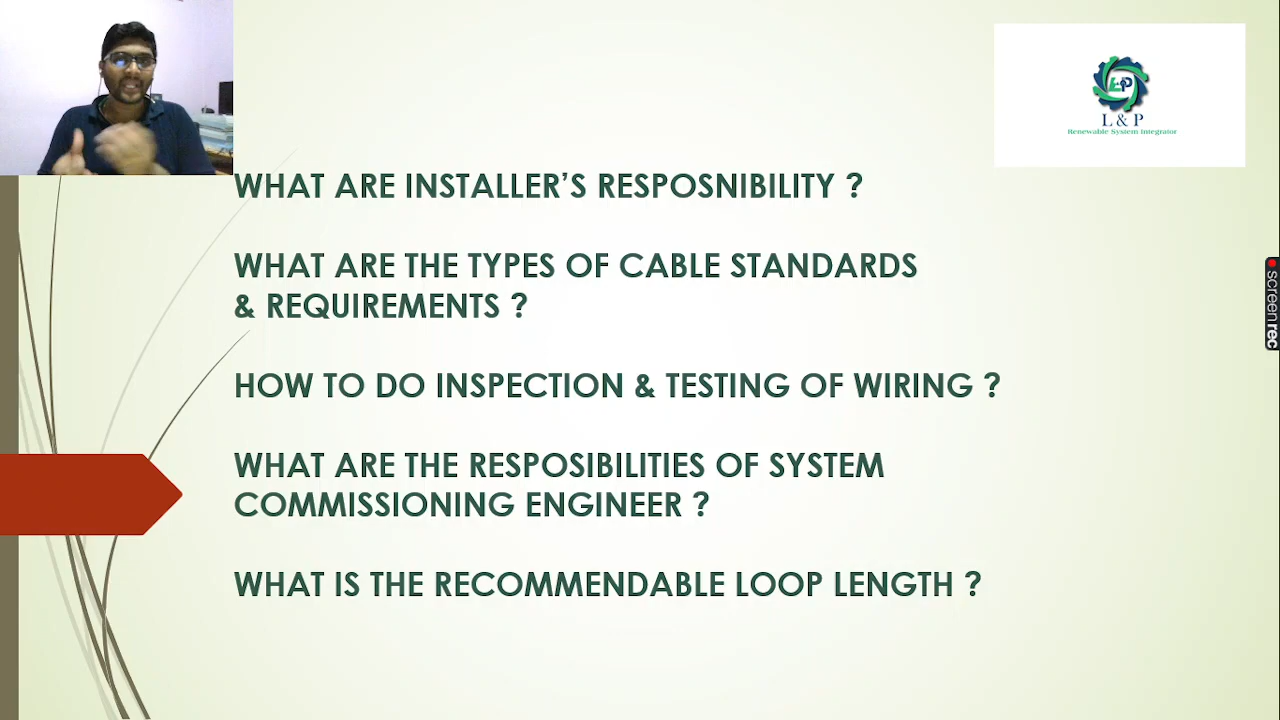 L&P
L & P
Renewable System Integrator
WHAT ARE INSTALLER’S RESPOSNIBILITY ?
WHAT ARE THE TYPES OF CABLE STANDARDS
& REQUIREMENTS ?
HOW TO DO INSPECTION & TESTING OF WIRING ?
WHAT ARE THE RESPOSIBILITIES OF SYSTEM
COMMISSIONING ENGINEER ?
WHAT IS THE RECOMMENDABLE LOOP LENGTH ?
screenrec